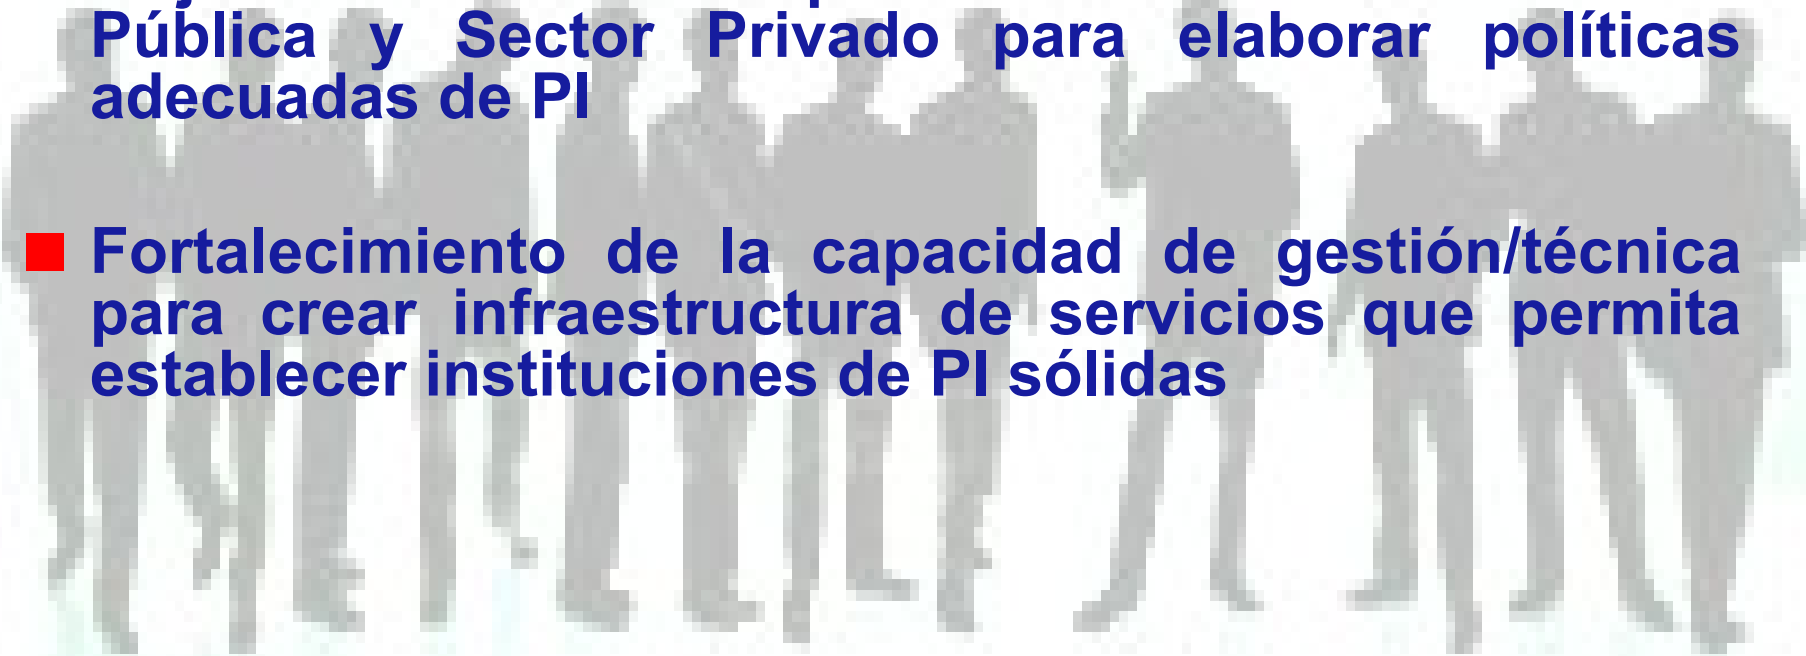 Pública y Sector Privado para elaborar políticas
adecuadas de PI
Fortalecimiento de la capacidad de gestión/técnica
para crear infraestructura de servicios que permita
establecer instituciones de PI sólidas